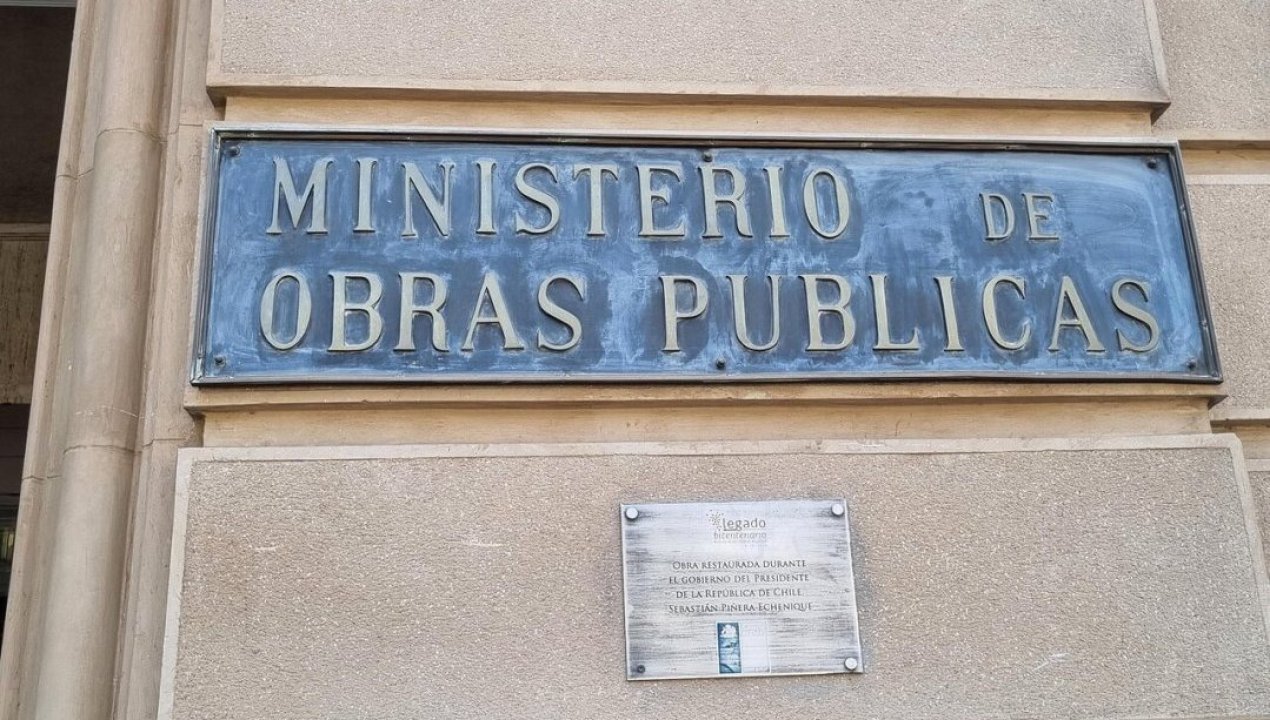 MINISTERIO DE
OBRAS PUBLICAS
legado
bicentenario
OBRA RESTAURADA DURANTE
EL GOBIERNO DEL PRESIDENTE
DE LA REPÚBLICA DE CHILE
SEBASTIÁN PIÑERA ECHENIQUE